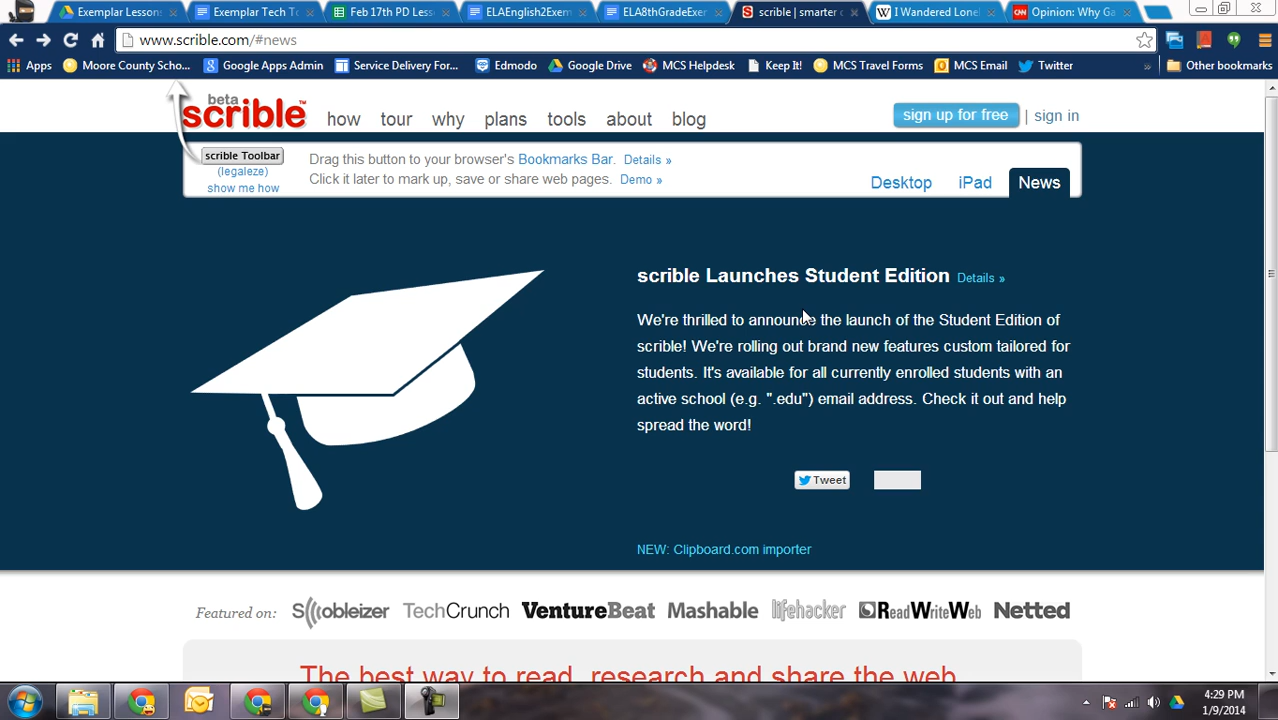 Exemplar Lessons
Exemplar Tech To
Feb 17th PD Less
ELAEnglish2Exem
ELA8thGradeExer
scrible | smarter o
I Wandered Lonel
Opinion: Why Ga
www.scrible.com/#news
Apps
Moore County Scho...
Google Apps Admin
Service Delivery For...
Edmodo
Google Drive
MCS Helpdesk
Keep It!
MCS Travel Forms
MCS Email
Twitter
»
Other bookmarks
beta
scrible™
how
tour
why
plans
tools
about
blog
sign up for free | sign in
scrible Toolbar
(legaleze)
show me how
Drag this button to your browser's Bookmarks Bar. Details »
Click it later to mark up, save or share web pages. Demo »
Desktop
iPad
News
scrible Launches Student Edition Details »
We're thrilled to announce the launch of the Student Edition of
scrible! We're rolling out brand new features custom tailored for
students. It's available for all currently enrolled students with an
active school (e.g. ".edu") email address. Check it out and help
spread the word!
Tweet
NEW: Clipboard.com importer
Featured on: Scobleizer TechCrunch VentureBeat Mashable lifehacker ReadWriteWeb Netted
The best way to read, research and share the web
4:29 PM
1/9/2014